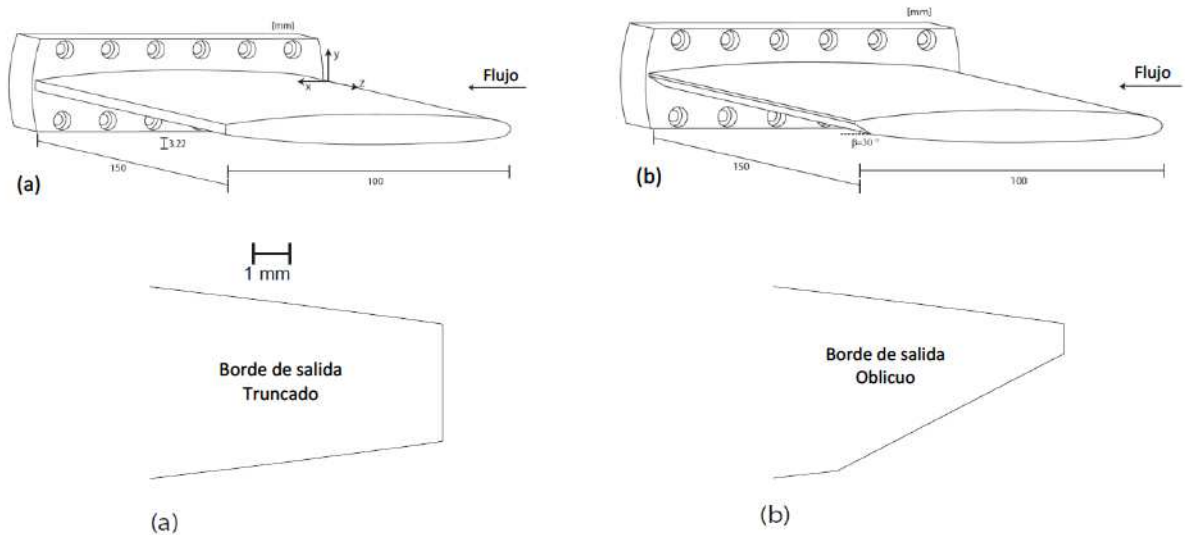 [mm]
y
x
z
Flujo
3.22
150
100
(a)
[mm]
Flujo
β=30 °
150
100
(b)
1 mm
Borde de salida
Truncado
(a)
Borde de salida
Oblicuo
(b)